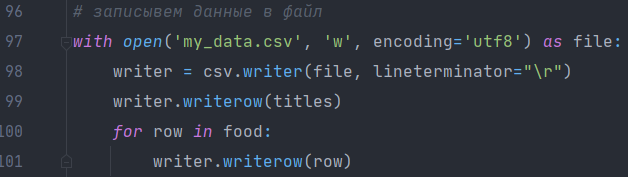 96 # записывем данные в файл
97 with open('my_data.csv', 'w', encoding='utf8') as file:
98 writer = csv.writer(file, lineterminator="\r")
99 writer.writerow(titles)
100 for row in food:
101 writer.writerow(row)